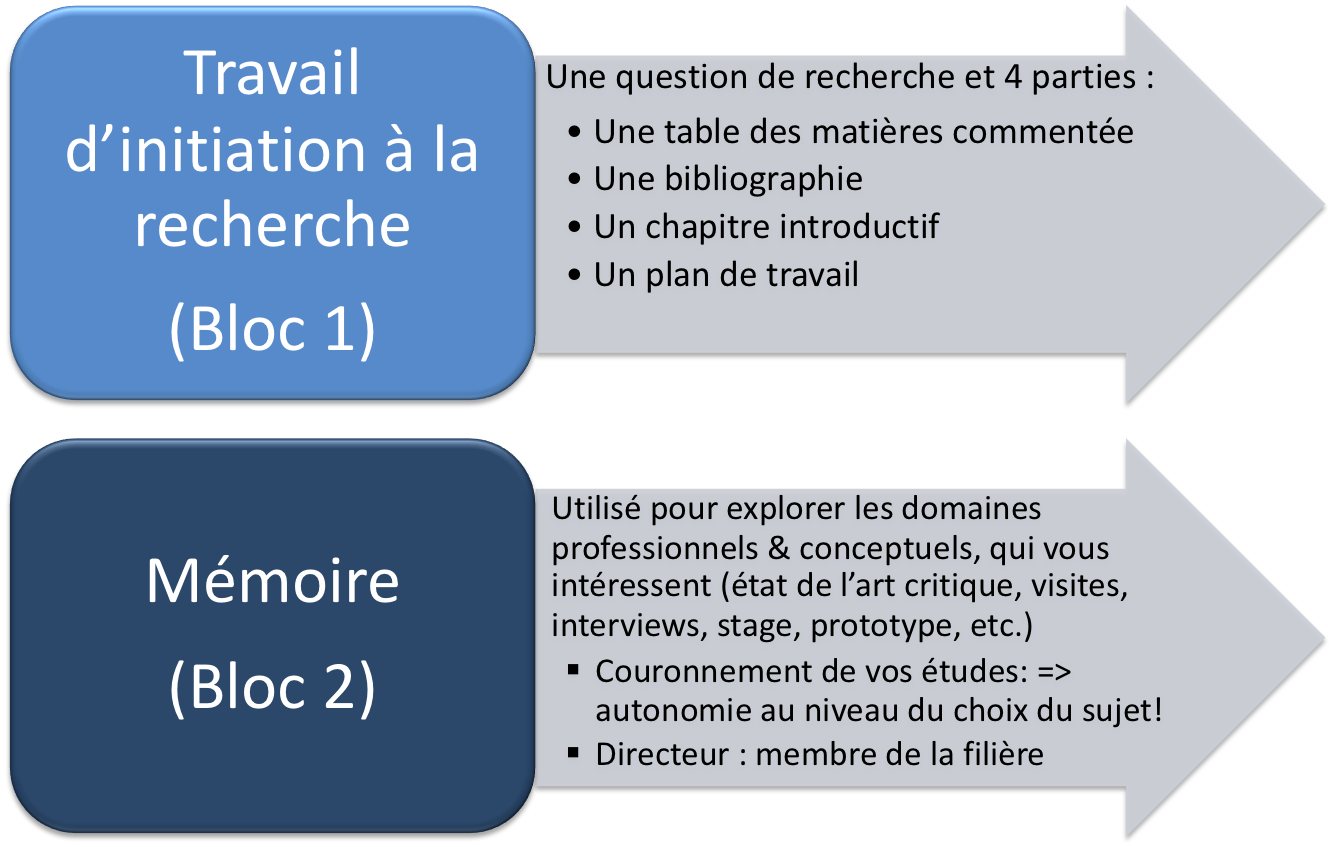 Travail
d’initiation à la
recherche
(Bloc 1)
Une question de recherche et 4 parties :
• Une table des matières commentée
• Une bibliographie
• Un chapitre introductif
• Un plan de travail
Mémoire
(Bloc 2)
Utilisé pour explorer les domaines
professionnels & conceptuels, qui vous
intéressent (état de l’art critique, visites,
interviews, stage, prototype, etc.)
▪ Couronnement de vos études: =>
autonomie au niveau du choix du sujet!
▪ Directeur : membre de la filière